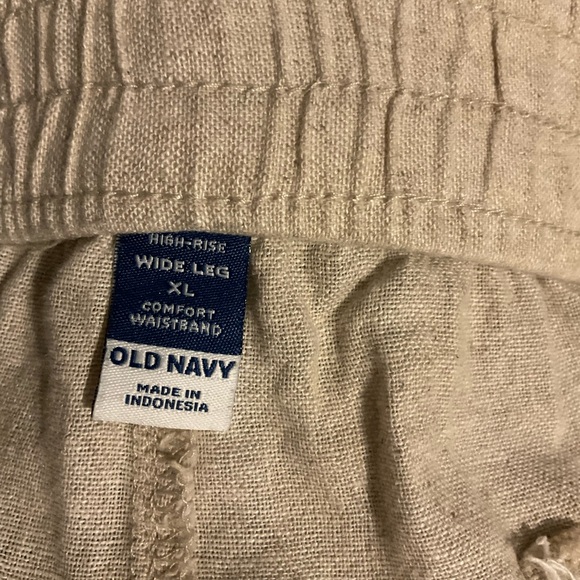 HIGH-RISE
WIDE LEG
XL
COMFORT
WAISTBAND
OLD NAVY
MADE IN
INDONESIA